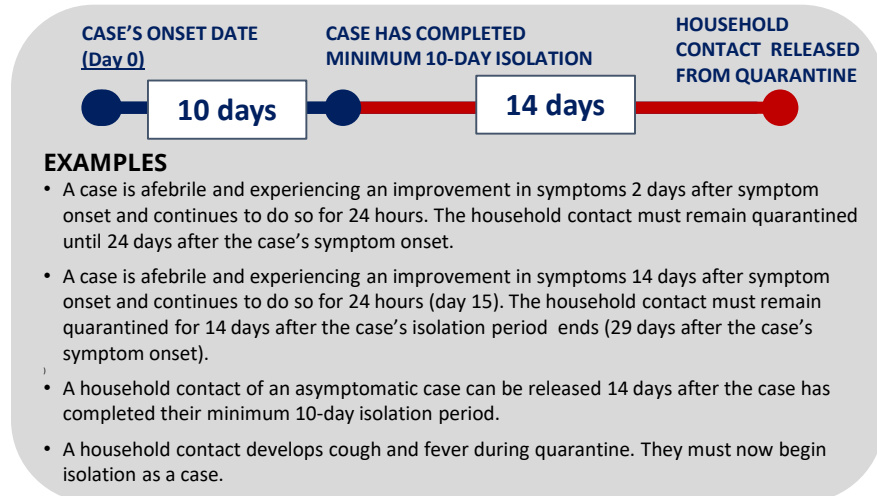 CASE'S ONSET DATE
(Day 0)
CASE HAS COMPLETED
MINIMUM 10-DAY ISOLATION
HOUSEHOLD
CONTACT RELEASED
FROM QUARANTINE
10 days
14 days
EXAMPLES
• A case is afebrile and experiencing an improvement in symptoms 2 days after symptom
onset and continues to do so for 24 hours. The household contact must remain quarantined
until 24 days after the case's symptom onset.
• A case is afebrile and experiencing an improvement in symptoms 14 days after symptom
onset and continues to do so for 24 hours (day 15). The household contact must remain
quarantined for 14 days after the case's isolation period ends (29 days after the case's
symptom onset).
• A household contact of an asymptomatic case can be released 14 days after the case has
completed their minimum 10-day isolation period.
• A household contact develops cough and fever during quarantine. They must now begin
isolation as a case.